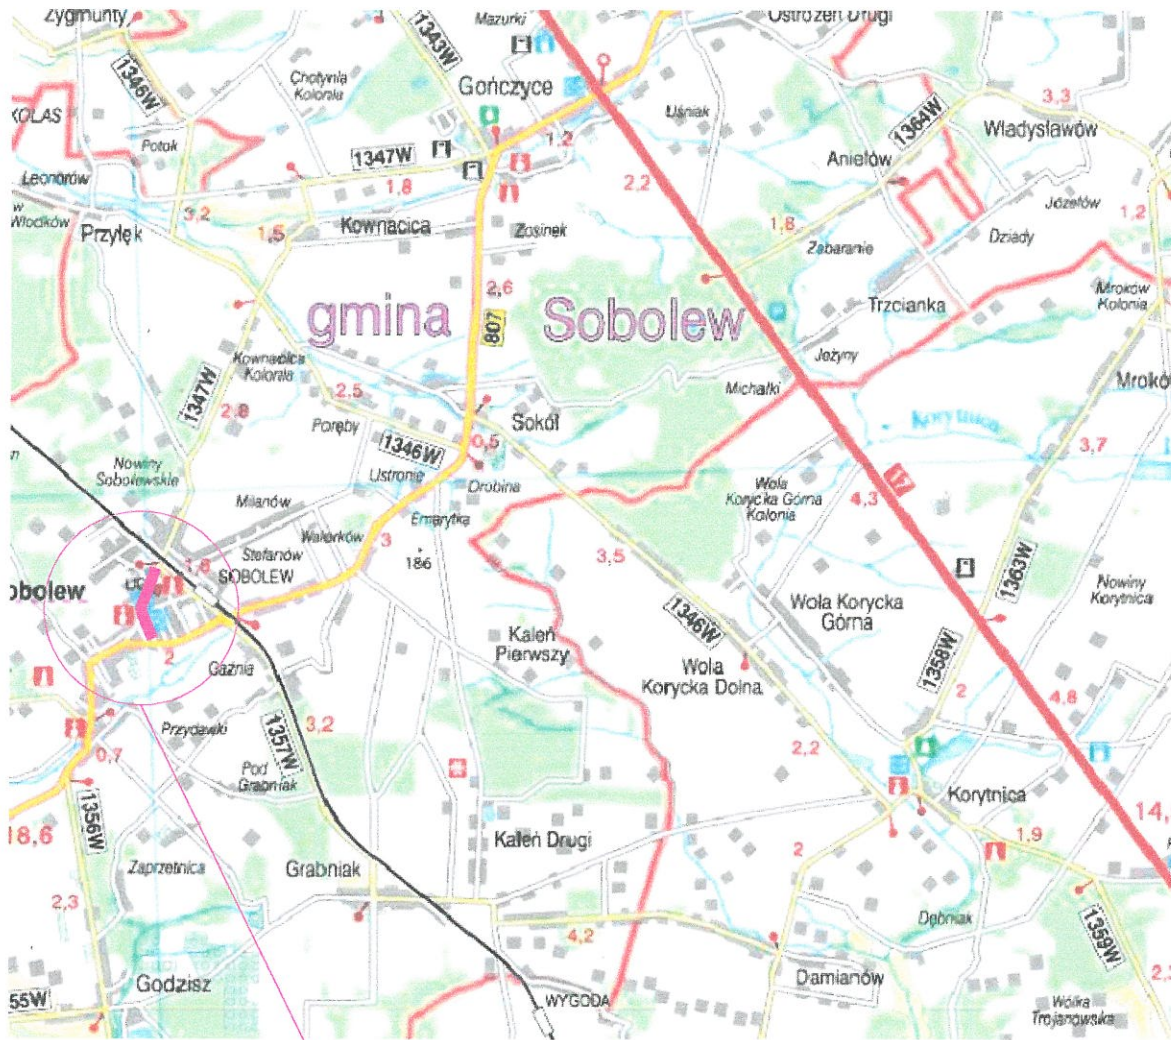 Zygmunty
Mazurki
Ostrożeń Drugi
1346W
1343W
Chotynia
Kolonia
Gończyce
Uśniak
3,3
1364W
Władysławów
KOLAS
Potok
1347W
1,2
Anielów
Leonorów
1,8
2,2
Józefów
Włodków
3,2
Przyłęk
1,5
Kownacica
Zosinek
1,8
Zabaranie
Dziady
1,2
2,6
gmina
Sobolew
807
Trzcianka
Mroków
Kolonia
Kownacica
Kolonia
Jeżyny
Michałki
1347W
2,8
2,5
Sokół
Korytnica
Poręby
1346W
0,5
3,7
Nowiny
Sobolewskie
Ustronie
Drobina
17
4,3
Milanów
Wola
Korycka Górna
Kolonia
Emerytka
Walerków
3
Stefanów
186
3,5
1363W
1,8
SOBOLEW
Nowiny
Korytnica
obolew
Wola Korycka
Górna
1346W
Kaleń
Pierwszy
Wola
Korycka Dolna
1358W
2
Gaźnia
2
4,8
Przydawki
1357W
3,2
2,2
0,7
Pod
Grabniak
Korytnica
1356W
18,6
14,
1,9
Kaleń Drugi
2
Zaprzetnica
Grabniak
2,3
Dębniak
1359W
4,2
Godzisz
Damianów
2,3
55W
WYGODA
Wólka
Trojanowska